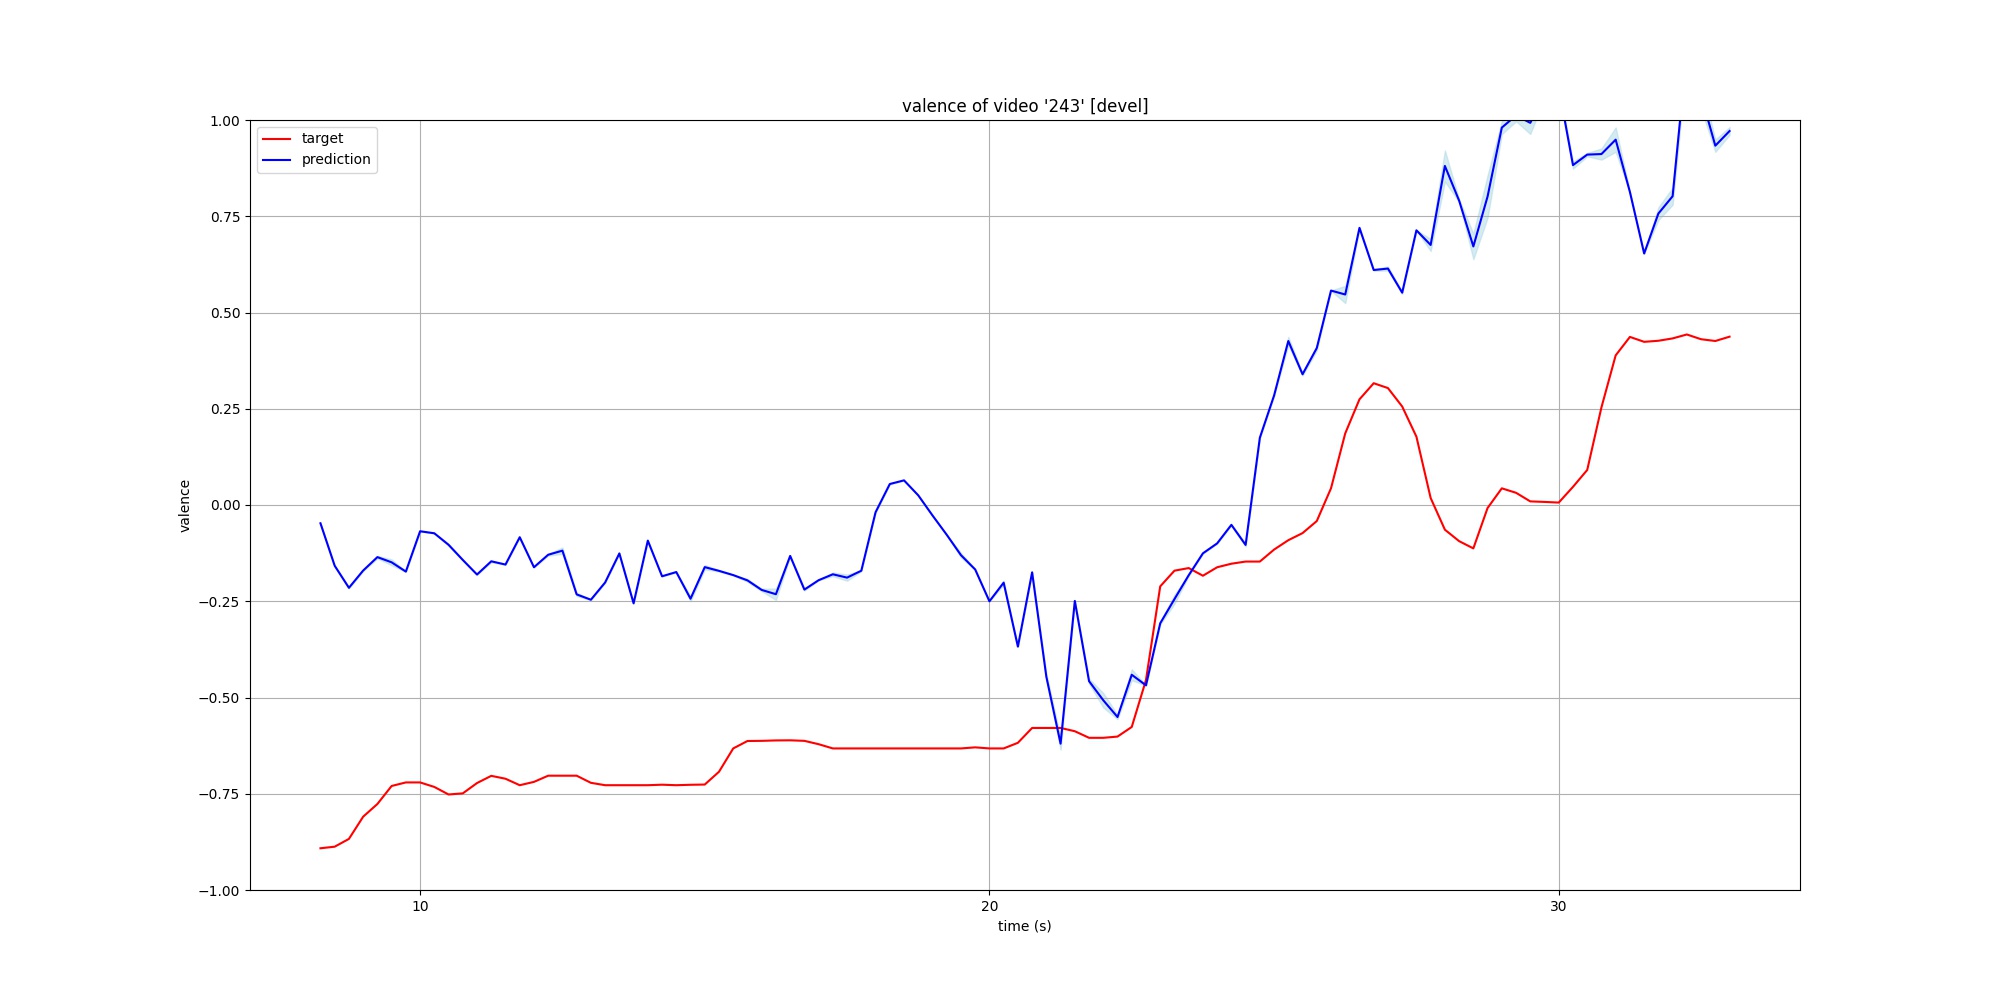 valence of video '243' [devel]
target
prediction
1.00
0.75
0.50
0.25
0.00
−0.25
−0.50
−0.75
−1.00
valence
10 20 30
time (s)